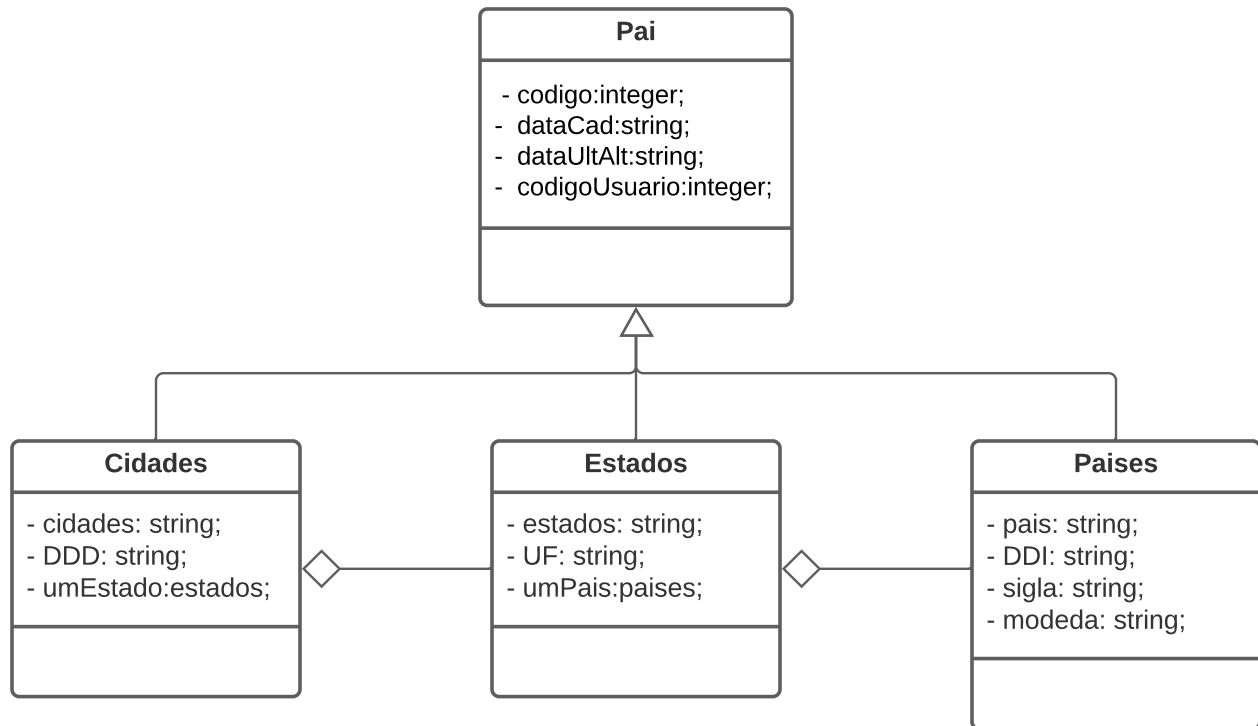 Pai
- codigo:integer;
- dataCad:string;
- dataUltAlt:string;
- codigoUsuario:integer;
Cidades
- cidades: string;
- DDD: string;
- umEstado:estados;
Estados
- estados: string;
- UF: string;
- umPais:paises;
Paises
- pais: string;
- DDI: string;
- sigla: string;
- modeda: string;